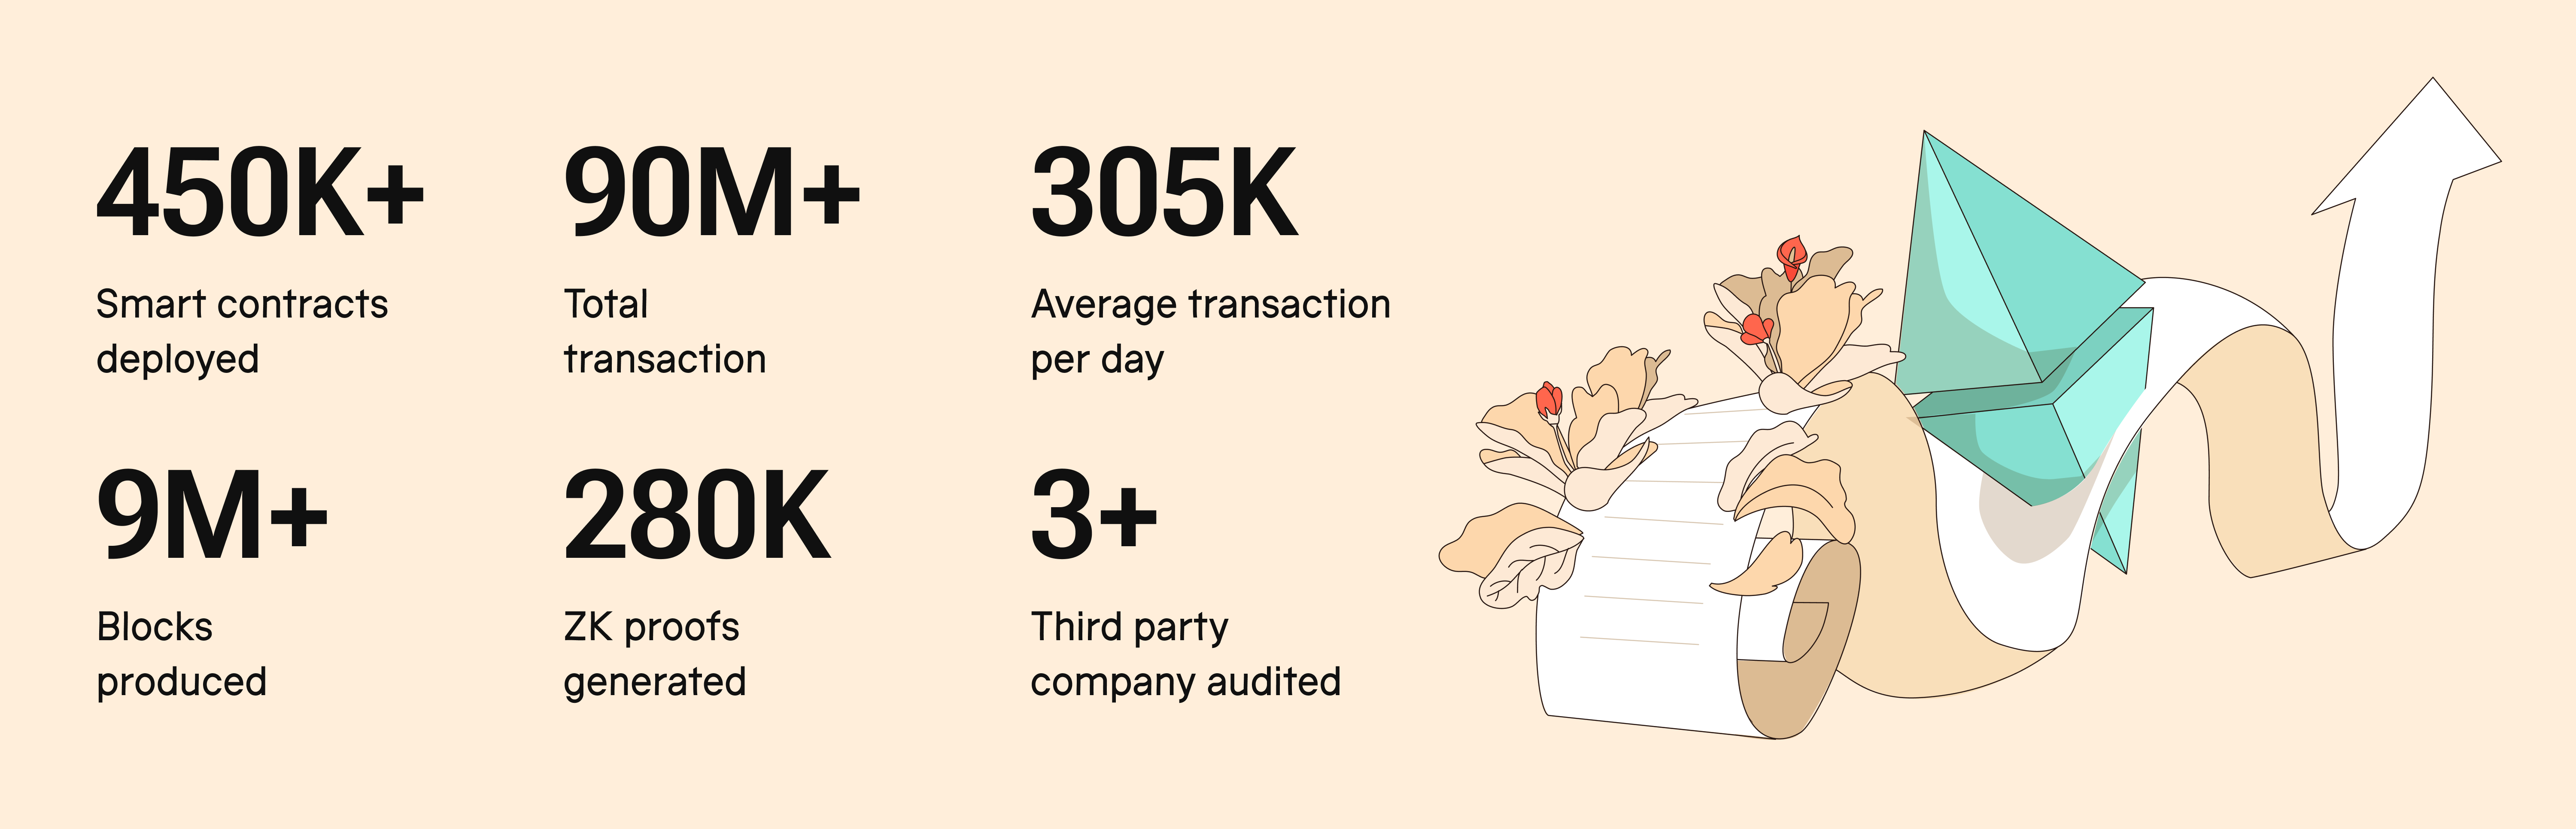 450K+
Smart contracts
deployed
90M+
Total
transaction
305K
Average transaction
per day
9M+
Blocks
produced
280K
ZK proofs
generated
3+
Third party
company audited